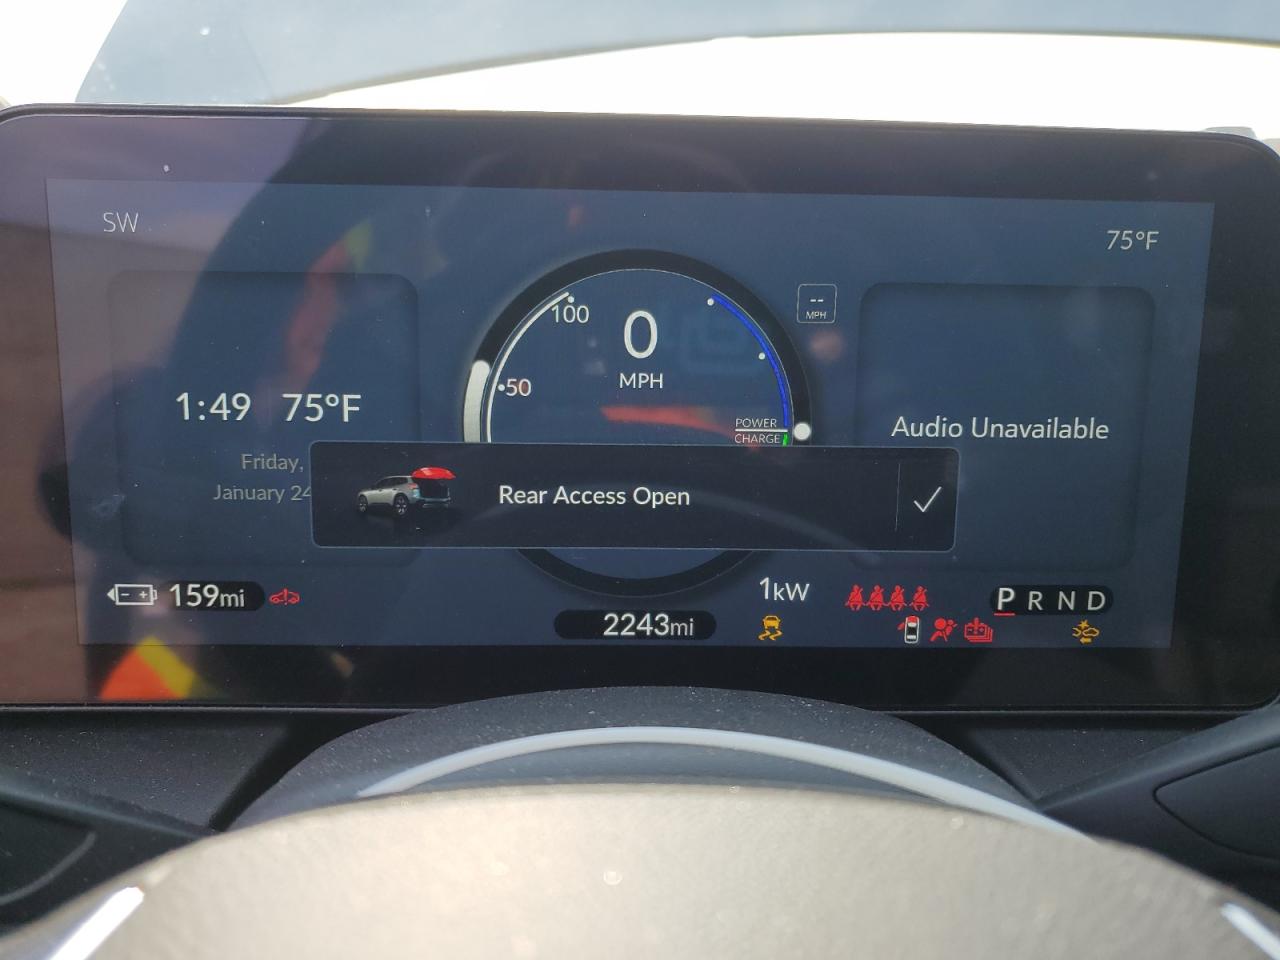 SW
75°F
100
0
MPH
50
--
MPH
POWER
CHARGE
1:49 75°F
Audio Unavailable
Friday,
January 24
Rear Access Open
159mi
1kW
P R N D
2243mi